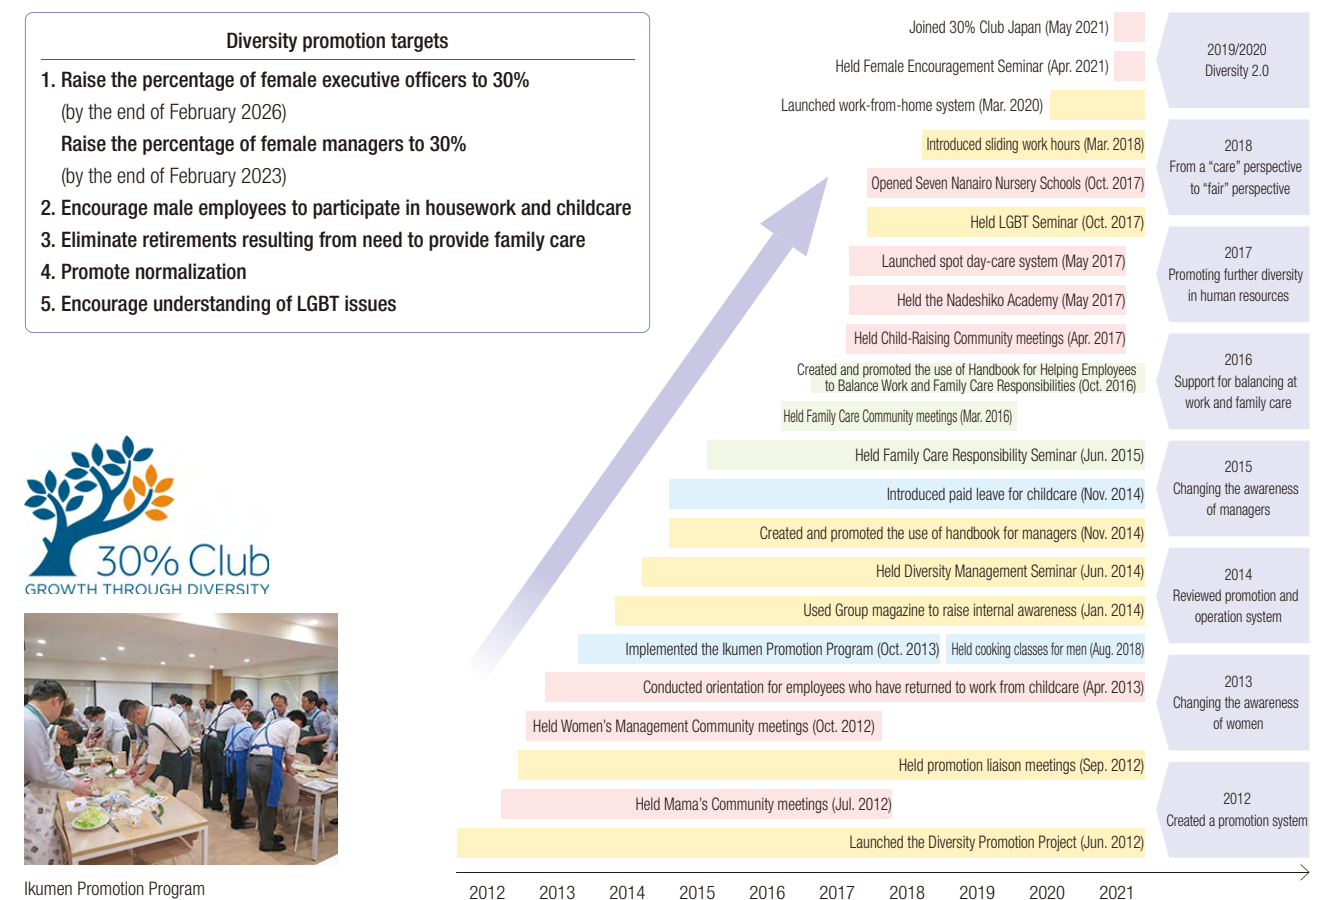 Diversity promotion targets
1. Raise the percentage of female executive officers to 30%
(by the end of February 2026)
Raise the percentage of female managers to 30%
(by the end of February 2023)
2. Encourage male employees to participate in housework and childcare
3. Eliminate retirements resulting from need to provide family care
4. Promote normalization
5. Encourage understanding of LGBT issues
30% Club
GROWTH THROUGH DIVERSITY
Ikumen Promotion Program
Joined 30% Club Japan (May 2021)
Held Female Encouragement Seminar (Apr. 2021)
Launched work-from-home system (Mar. 2020)
Introduced sliding work hours (Mar. 2018)
Opened Seven Nanairo Nursery Schools (Oct. 2017)
Held LGBT Seminar (Oct. 2017)
Launched spot day-care system (May 2017)
Held the Nadeshiko Academy (May 2017)
Held Child-Raising Community meetings (Apr. 2017)
Created and promoted the use of Handbook for Helping Employees
to Balance Work and Family Care Responsibilities (Oct. 2016)
Held Family Care Community meetings (Mar. 2016)
Held Family Care Responsibility Seminar (Jun. 2015)
Introduced paid leave for childcare (Nov. 2014)
Created and promoted the use of handbook for managers (Nov. 2014)
Held Diversity Management Seminar (Jun. 2014)
Used Group magazine to raise internal awareness (Jan. 2014)
Implemented the Ikumen Promotion Program (Oct. 2013)
Held cooking classes for men (Aug. 2018)
Conducted orientation for employees who have returned to work from childcare (Apr. 2013)
Held Women's Management Community meetings (Oct. 2012)
Held promotion liaison meetings (Sep. 2012)
Held Mama's Community meetings (Jul. 2012)
Launched the Diversity Promotion Project (Jun. 2012)
2012 2013 2014 2015 2016 2017 2018 2019 2020 2021
2019/2020
Diversity 2.0
2018
From a "care" perspective
to "fair" perspective
2017
Promoting further diversity
in human resources
2016
Support for balancing at
work and family care
2015
Changing the awareness
of managers
2014
Reviewed promotion and
operation system
2013
Changing the awareness
of women
2012
Created a promotion system